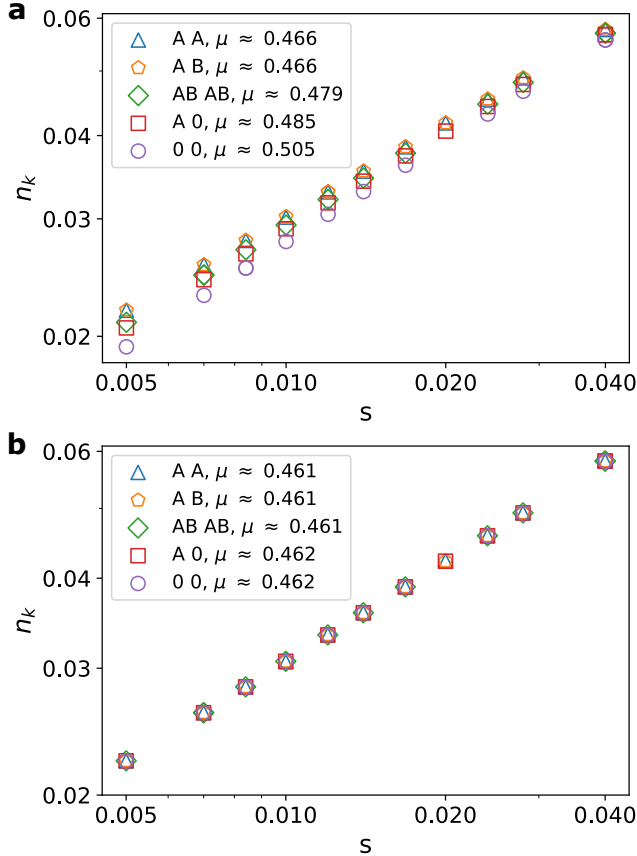 a
0.06
A A, μ ≈ 0.466
A B, μ ≈ 0.466
AB AB, μ ≈ 0.479
A 0, μ ≈ 0.485
0 0, μ ≈ 0.505
0.04
0.03
0.02
n_k
0.005
0.010
0.020
0.040
s
b
0.06
A A, μ ≈ 0.461
A B, μ ≈ 0.461
AB AB, μ ≈ 0.461
A 0, μ ≈ 0.462
0 0, μ ≈ 0.462
0.04
0.03
0.02
n_k
0.005
0.010
0.020
0.040
s